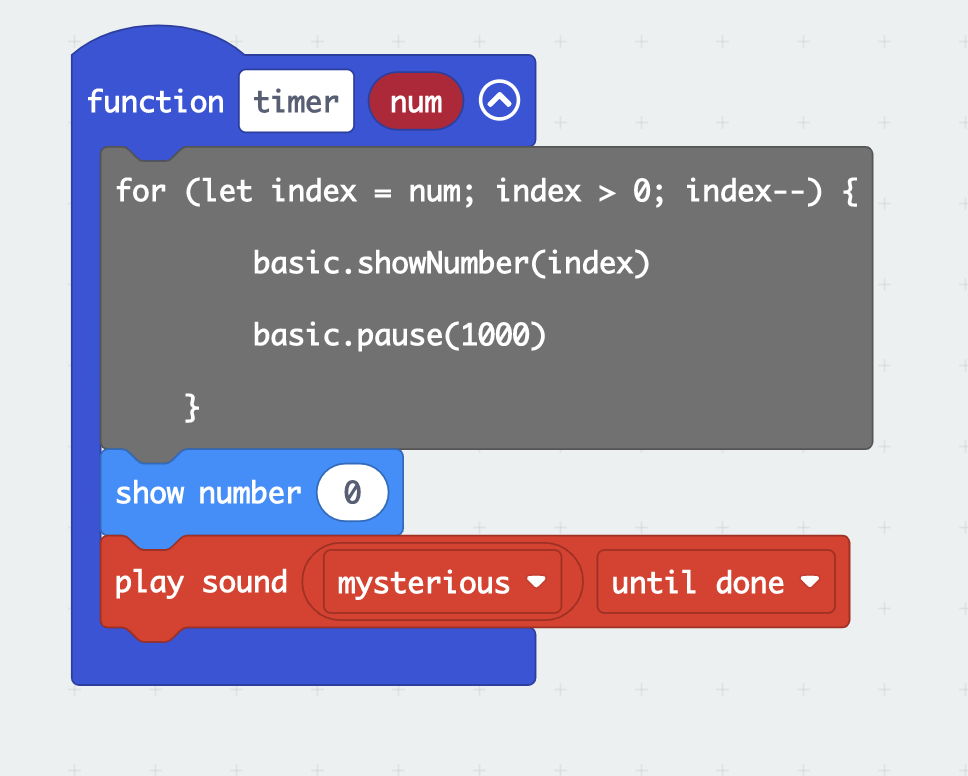 function timer num
for (let index = num; index > 0; index--) {
basic.showNumber(index)
basic.pause(1000)
}
show number 0
play sound mysterious until done